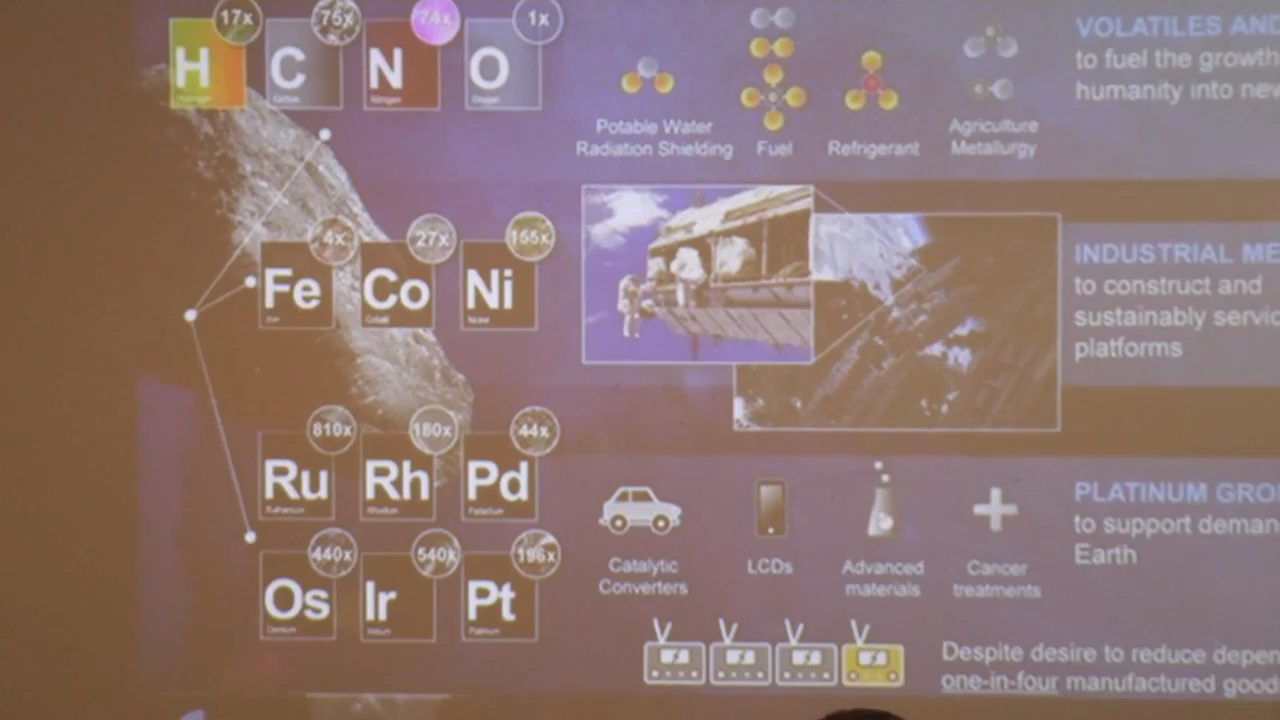 17x
75x
74x
1x
H
C
N
O
VOLATILES AND
to fuel the growth
humanity into new
Potable Water
Radiation Shielding
Fuel
Refrigerant
Agriculture
Metallurgy
4x
27x
165x
Fe
Co
Ni
INDUSTRIAL ME
to construct and
sustainably servic
platforms
810x
180x
44x
Ru
Rh
Pd
PLATINUM GRO
to support deman
Earth
440x
540x
196x
Os
Ir
Pt
Catalytic
Converters
LCDs
Advanced
materials
Cancer
treatments
Despite desire to reduce depen
one-in-four manufactured good